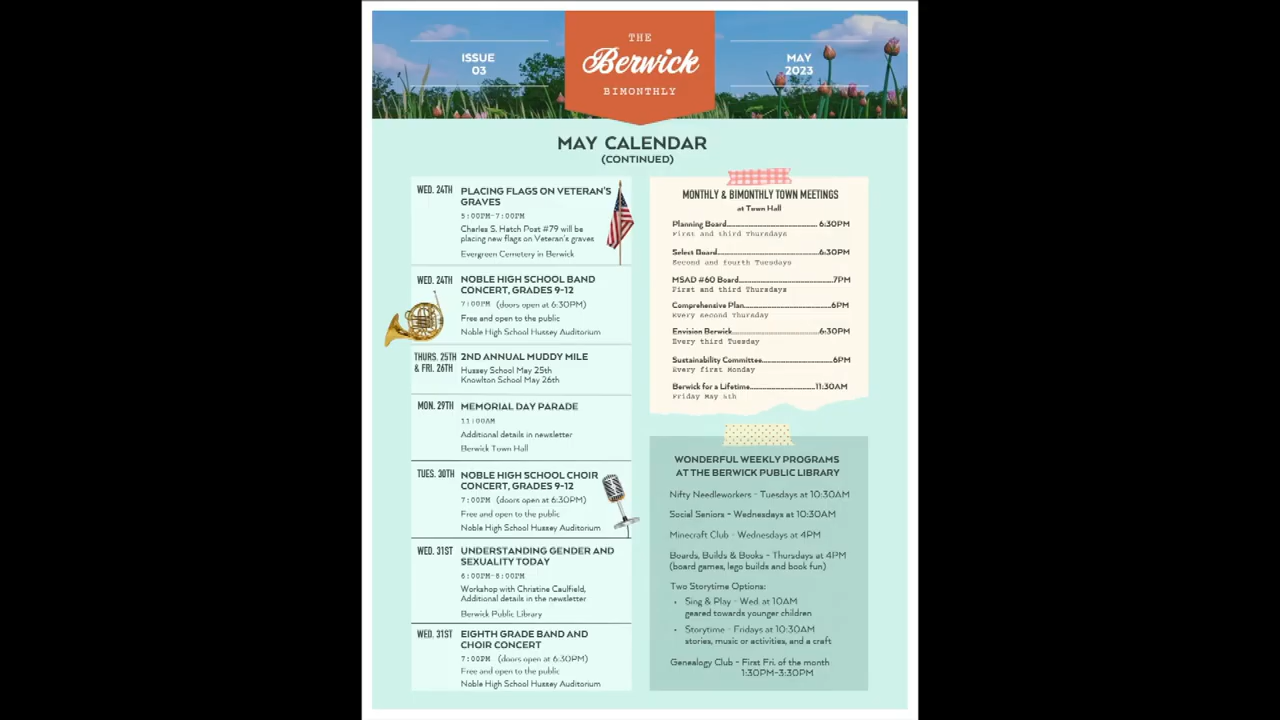 ISSUE
03
THE
Berwick
BIMONTHLY
MAY
2023
MAY CALENDAR
(CONTINUED)
WED. 24TH
PLACING FLAGS ON VETERAN'S
GRAVES
5:00PM-7:00PM
Charles S. Hatch Post #79 will be
placing new flags on Veteran's graves
Evergreen Cemetery in Berwick
WED. 24TH
NOBLE HIGH SCHOOL BAND
CONCERT, GRADES 9-12
7:00PM (doors open at 6:30PM)
Free and open to the public
Noble High School Hussey Auditorium
THURS. 25TH
& FRI. 26TH
2ND ANNUAL MUDDY MILE
Hussey School May 25th
Knowlton School May 26th
MON. 29TH
MEMORIAL DAY PARADE
11:00AM
Additional details in newsletter
Berwick Town Hall
TUES. 30TH
NOBLE HIGH SCHOOL CHOIR
CONCERT, GRADES 9-12
7:00PM (doors open at 6:30PM)
Free and open to the public
Noble High School Hussey Auditorium
WED. 31ST
UNDERSTANDING GENDER AND
SEXUALITY TODAY
6:00PM-8:00PM
Workshop with Christine Caulfield,
Additional details in the newsletter
Berwick Public Library
WED. 31ST
EIGHTH GRADE BAND AND
CHOIR CONCERT
7:00PM (doors open at 6:30PM)
Free and open to the public
Noble High School Hussey Auditorium
MONTHLY & BIMONTHLY TOWN MEETINGS
at Town Hall
Planning Board........................................ 6:30PM
First and third Thursdays
Select Board............................................6:30PM
Second and fourth Tuesdays
MSAD #60 Board........................................7PM
First and third Thursdays
Comprehensive Plan.....................................6PM
Every second Thursday
Envision Berwick......................................6:30PM
Every third Tuesday
Sustainability Committee..............................6PM
Every first Monday
Berwick for a Lifetime...........................11:30AM
Friday May 5th
WONDERFUL WEEKLY PROGRAMS
AT THE BERWICK PUBLIC LIBRARY
Nifty Needleworkers - Tuesdays at 10:30AM
Social Seniors - Wednesdays at 10:30AM
Minecraft Club - Wednesdays at 4PM
Boards, Builds & Books - Thursdays at 4PM
(board games, lego builds and book fun)
Two Storytime Options:
• Sing & Play - Wed. at 10AM
geared towards younger children
• Storytime - Fridays at 10:30AM
stories, music or activities, and a craft
Genealogy Club - First Fri. of the month
1:30PM-3:30PM